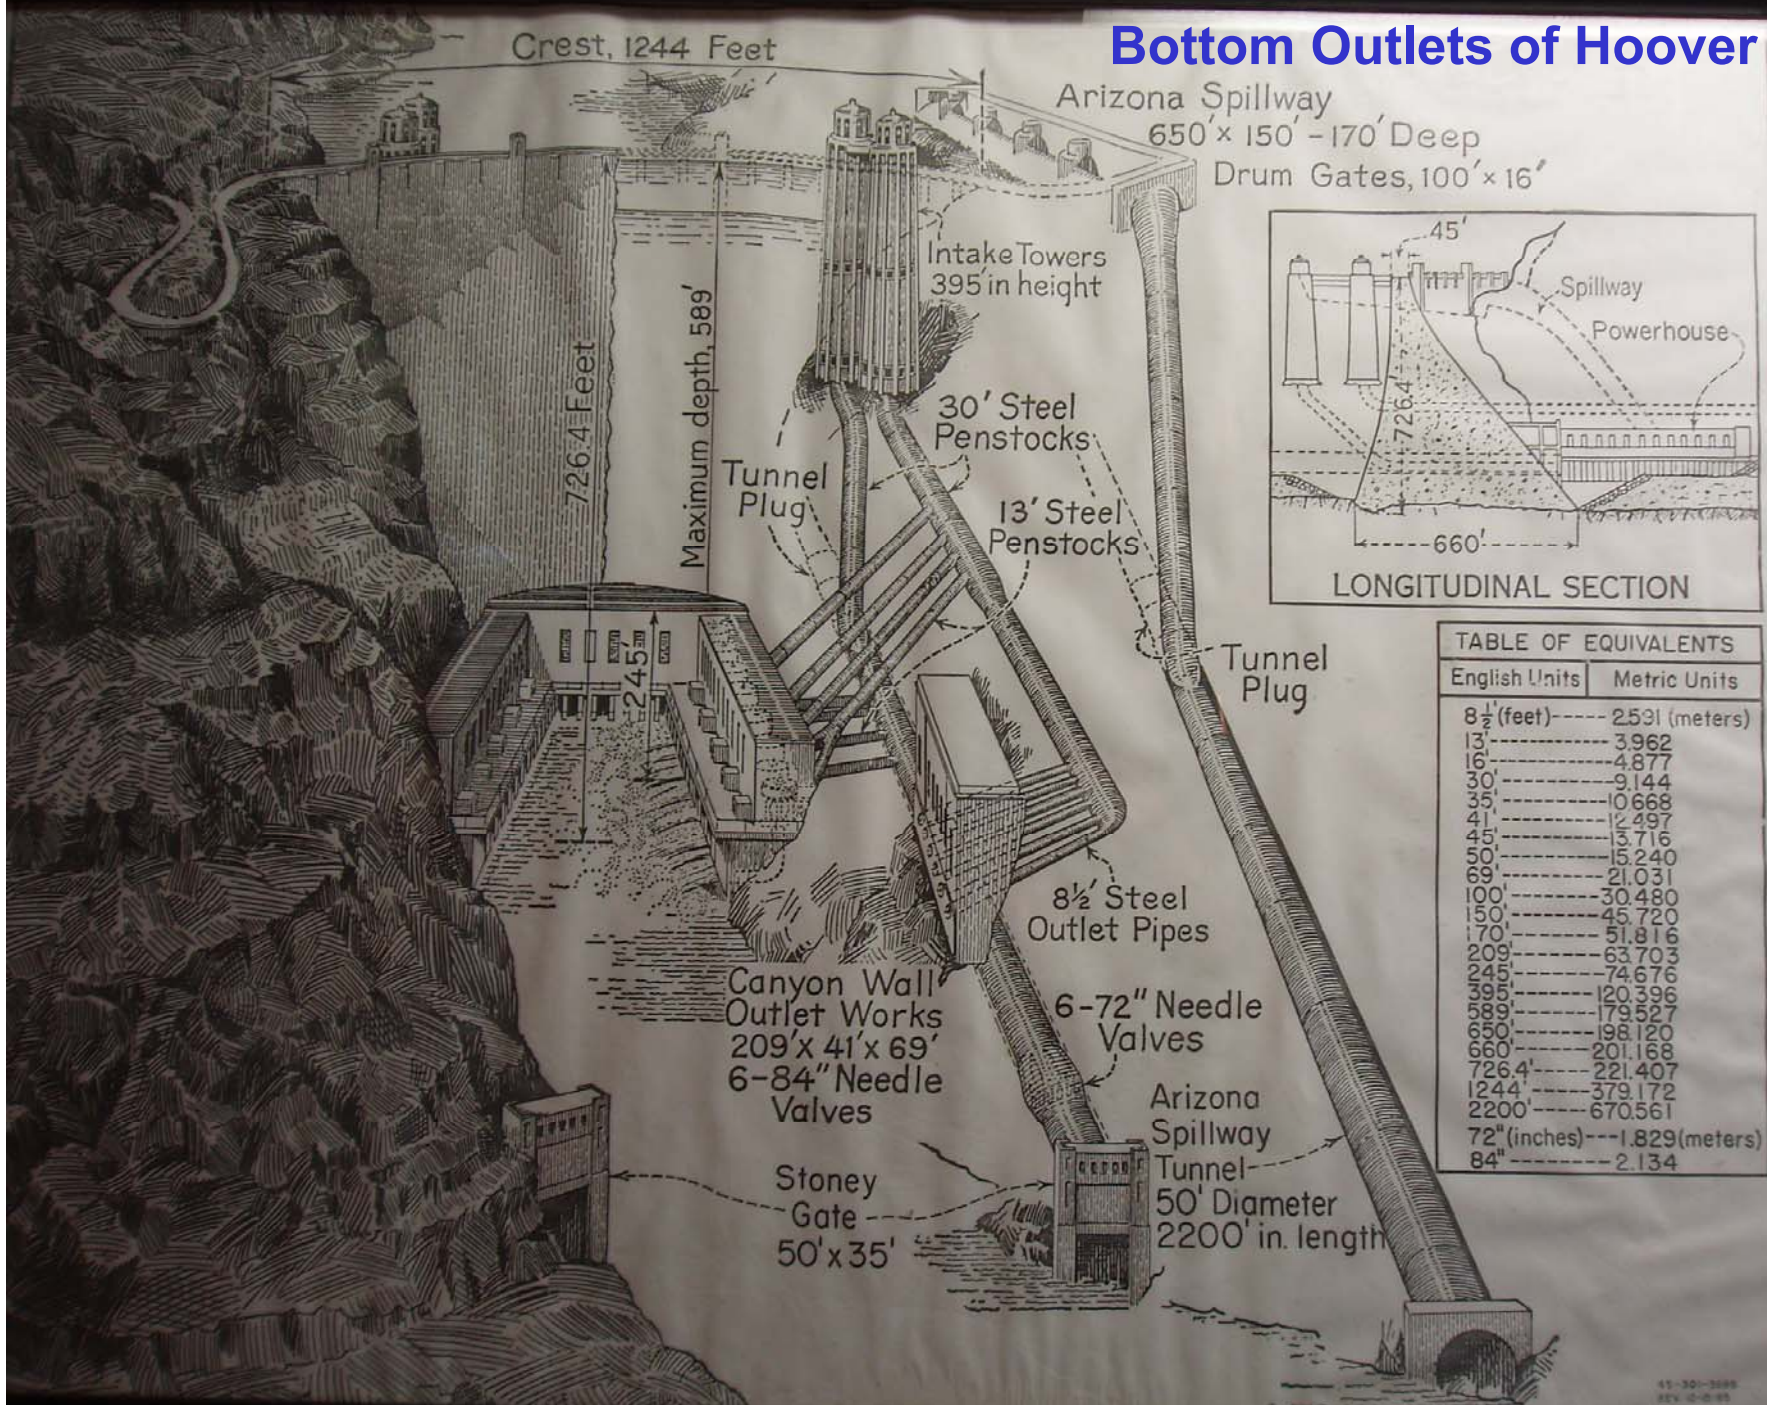 Bottom Outlets of Hoover
Crest, 1244 Feet
Arizona Spillway
650' x 150' - 170' Deep
Drum Gates, 100' x 16'
Intake Towers
395' in height
726.4 Feet
Maximum depth, 589'
30' Steel
Penstocks
Tunnel
Plug
13' Steel
Penstocks
245'
Tunnel
Plug
8½' Steel
Outlet Pipes
Canyon Wall
Outlet Works
209' x 41' x 69'
6-84" Needle
Valves
6-72" Needle
Valves
Arizona
Spillway
Tunnel
50' Diameter
2200' in. length
Stoney
Gate
50' x 35'
45'
Spillway
Powerhouse
726.4'
660'
LONGITUDINAL SECTION
TABLE OF EQUIVALENTS
English Units Metric Units
8½' (feet)-----2.591 (meters)
13'------------3.962
16'------------4.877
30'------------9.144
35'------------10.668
41'------------12.497
45'------------13.716
50'------------15.240
69'------------21.031
100'-----------30.480
150'-----------45.720
170'-----------51.816
209'-----------63.703
245'-----------74.676
395'-----------120.396
589'-----------179.527
650'-----------198.120
660'-----------201.168
726.4'---------221.407
1244'----------379.172
2200'----------670.561
72" (inches)---1.829 (meters)
84"------------2.134